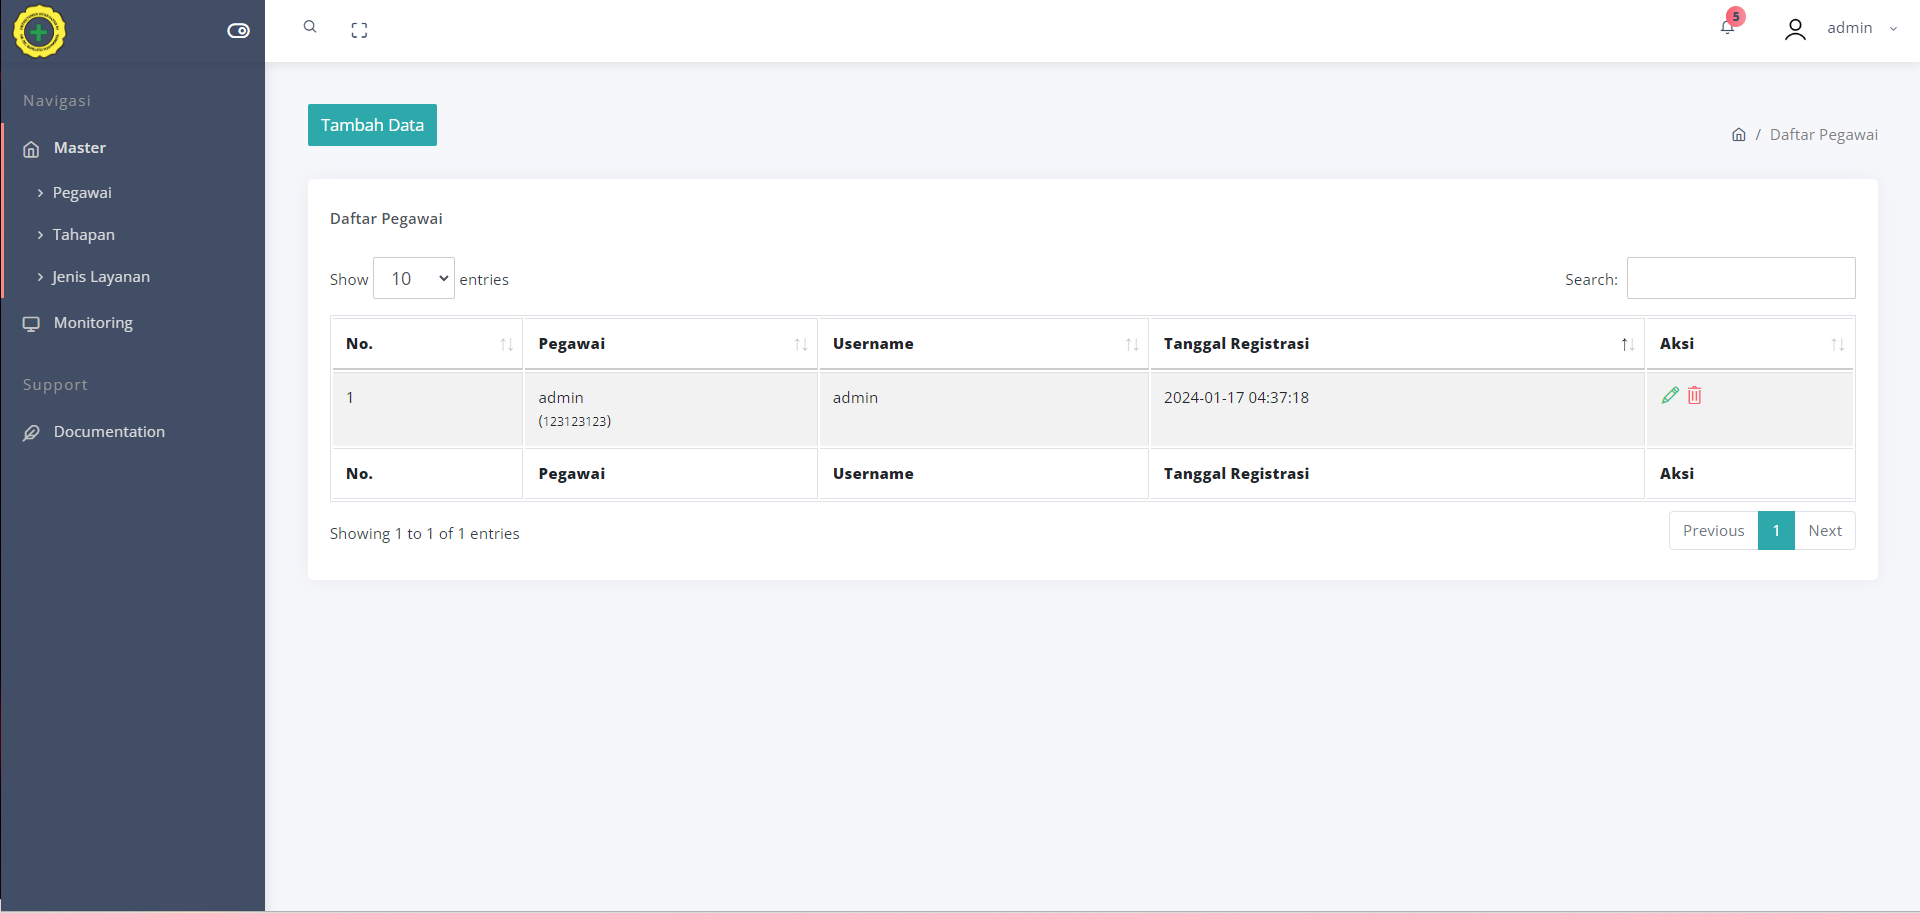 5
admin
Navigasi
Master
Pegawai
Tahapan
Jenis Layanan
Monitoring
Support
Documentation
Tambah Data
/ Daftar Pegawai
Daftar Pegawai
Show 10 entries
Search:
No. Pegawai Username Tanggal Registrasi Aksi
1 admin admin 2024-01-17 04:37:18
(123123123)
No. Pegawai Username Tanggal Registrasi Aksi
Showing 1 to 1 of 1 entries
Previous 1 Next